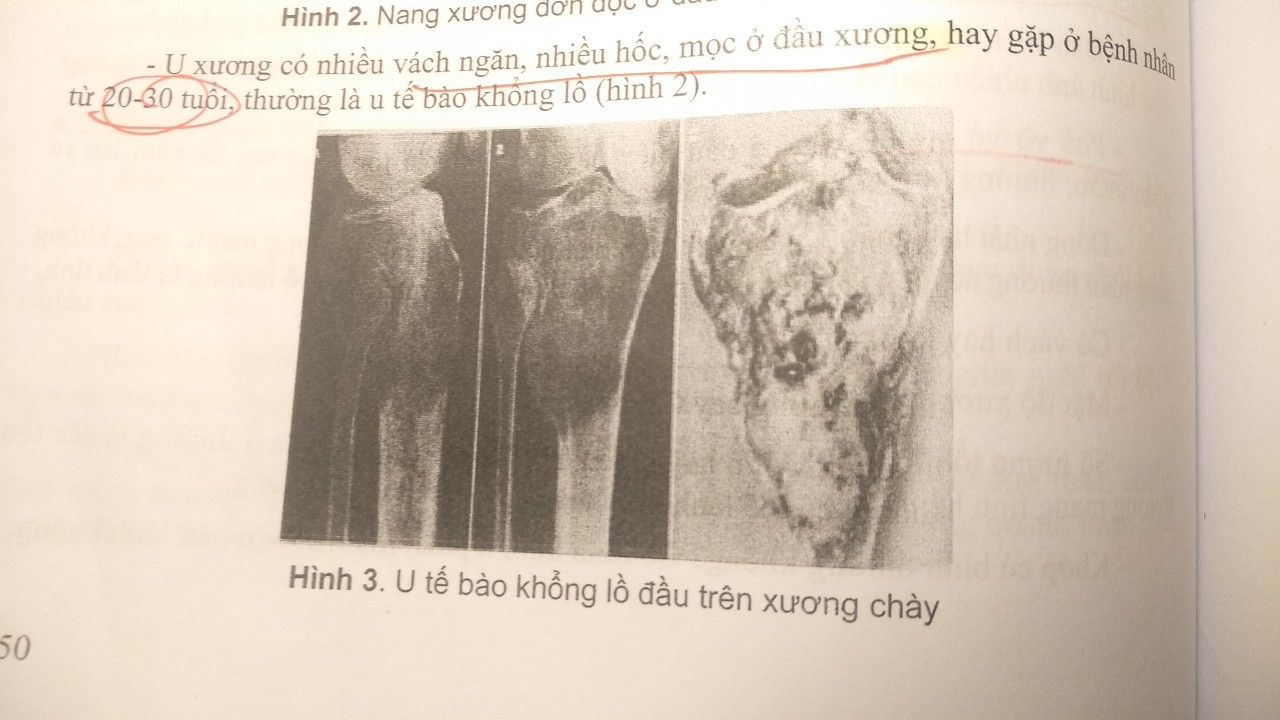 Hình 2. Nang xương đơn độc ở đầu
- U xương có nhiều vách ngăn, nhiều hốc, mọc ở đầu xương, hay gặp ở bệnh nhân
từ 20-30 tuổi, thường là u tế bào khổng lồ (hình 2).
Hình 3. U tế bào khổng lồ đầu trên xương chày
50